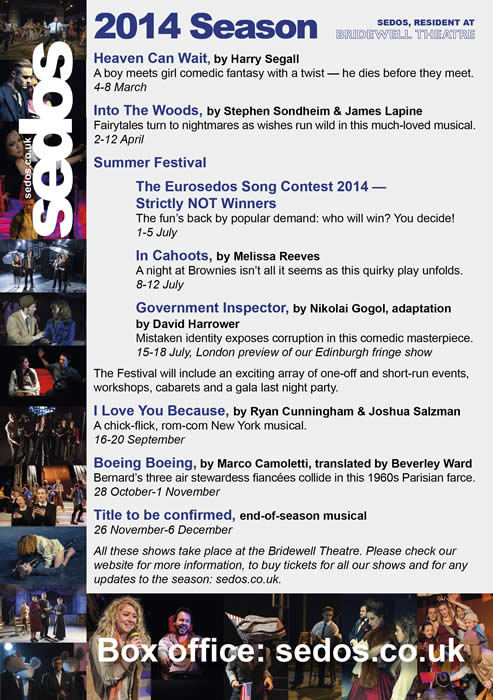 2014 Season
SEDOS, RESIDENT AT
BRIDEWELL THEATRE
sedos
sedos.co.uk
Heaven Can Wait, by Harry Segall
A boy meets girl comedic fantasy with a twist — he dies before they meet.
4-8 March
Into The Woods, by Stephen Sondheim & James Lapine
Fairytales turn to nightmares as wishes run wild in this much-loved musical.
2-12 April
Summer Festival
The Eurosedos Song Contest 2014 —
Strictly NOT Winners
The fun's back by popular demand: who will win? You decide!
1-5 July
In Cahoots, by Melissa Reeves
A night at Brownies isn't all it seems as this quirky play unfolds.
8-12 July
Government Inspector, by Nikolai Gogol, adaptation
by David Harrower
Mistaken identity exposes corruption in this comedic masterpiece.
15-18 July, London preview of our Edinburgh fringe show
The Festival will include an exciting array of one-off and short-run events,
workshops, cabarets and a gala last night party.
I Love You Because, by Ryan Cunningham & Joshua Salzman
A chick-flick, rom-com New York musical.
16-20 September
Boeing Boeing, by Marco Camoletti, translated by Beverley Ward
Bernard's three air stewardess fiancées collide in this 1960s Parisian farce.
28 October-1 November
Title to be confirmed, end-of-season musical
26 November-6 December
All these shows take place at the Bridewell Theatre. Please check our
website for more information, to buy tickets for all our shows and for any
updates to the season: sedos.co.uk.
Box office: sedos.co.uk